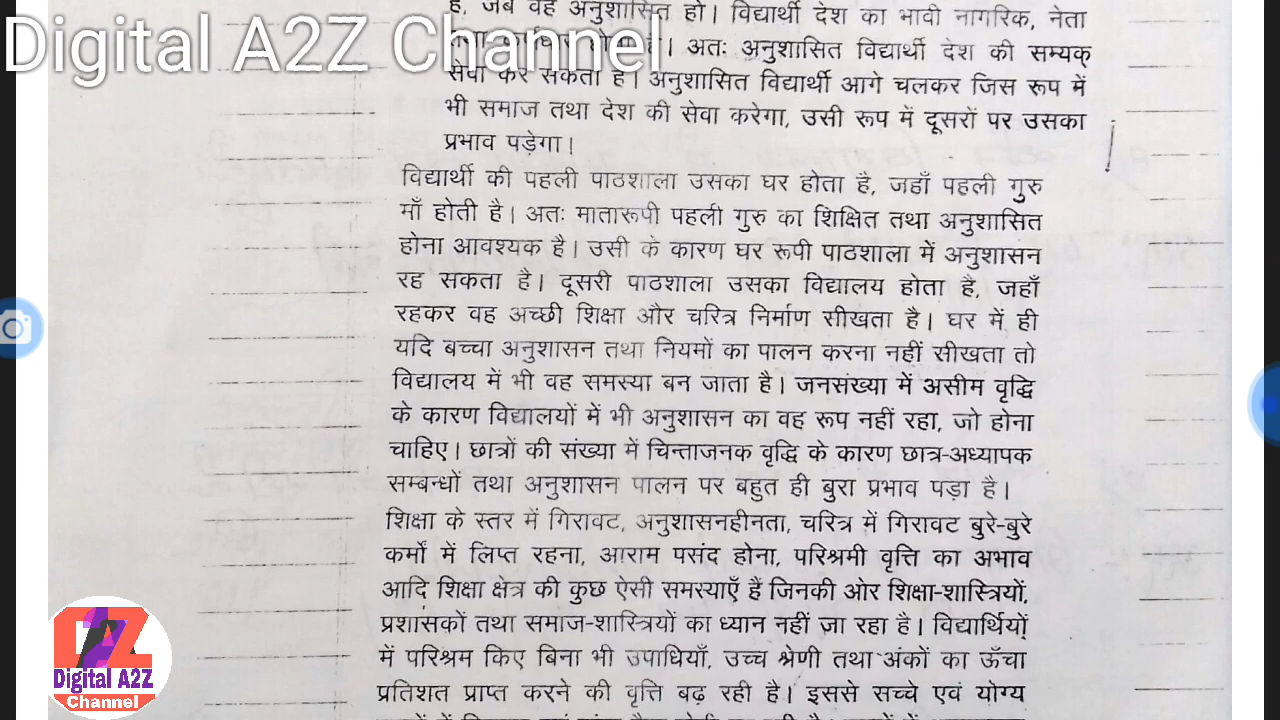 है, जब वह अनुशासित हो। विद्यार्थी देश का भावी नागरिक, नेता
Digital A2Z Channel
है। अतः अनुशासित विद्यार्थी देश की सम्यक्
सेवा कर सकता है। अनुशासित विद्यार्थी आगे चलकर जिस रूप में
भी समाज तथा देश की सेवा करेगा, उसी रूप में दूसरों पर उसका
प्रभाव पड़ेगा।
विद्यार्थी की पहली पाठशाला उसका घर होता है, जहाँ पहली गुरु
माँ होती है। अतः मातारूपी पहली गुरु का शिक्षित तथा अनुशासित
होना आवश्यक है। उसी के कारण घर रूपी पाठशाला में अनुशासन
रह सकता है। दूसरी पाठशाला उसका विद्यालय होता है, जहाँ
रहकर वह अच्छी शिक्षा और चरित्र निर्माण सीखता है। घर में ही
यदि बच्चा अनुशासन तथा नियमों का पालन करना नहीं सीखता तो
विद्यालय में भी वह समस्या बन जाता है। जनसंख्या में असीम वृद्धि
के कारण विद्यालयों में भी अनुशासन का वह रूप नहीं रहा, जो होना
चाहिए। छात्रों की संख्या में चिन्ताजनक वृद्धि के कारण छात्र-अध्यापक
सम्बन्धों तथा अनुशासन पालन पर बहुत ही बुरा प्रभाव पड़ा है।
शिक्षा के स्तर में गिरावट, अनुशासनहीनता, चरित्र में गिरावट बुरे-बुरे
कर्मों में लिप्त रहना, आराम पसंद होना, परिश्रमी वृत्ति का अभाव
आदि शिक्षा क्षेत्र की कुछ ऐसी समस्याएँ हैं जिनकी ओर शिक्षा-शास्त्रियों,
प्रशासकों तथा समाज-शास्त्रियों का ध्यान नहीं जा रहा है। विद्यार्थियों
में परिश्रम किए बिना भी उपाधियाँ, उच्च श्रेणी तथा अंकों का ऊँचा
प्रतिशत प्राप्त करने की वृत्ति बढ़ रही है। इससे सच्चे एवं योग्य
Digital A2Z
Channel